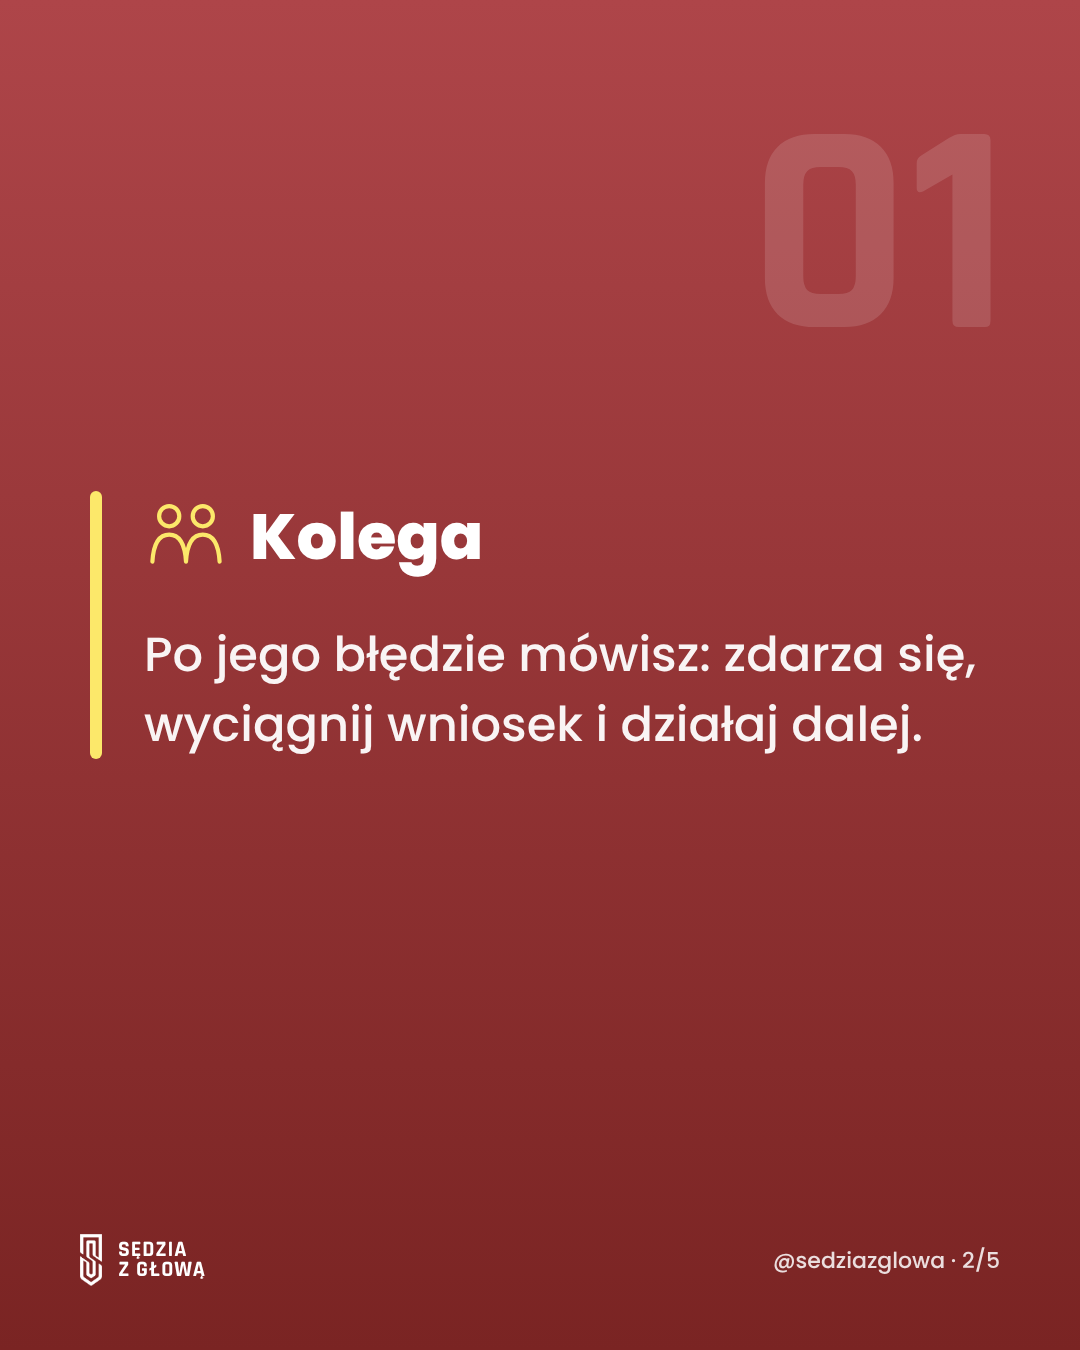 01
Kolega
Po jego błędzie mówisz: zdarza się,
wyciągnij wniosek i działaj dalej.
SĘDZIA
Z GŁOWĄ
@sedziazglowa · 2/5